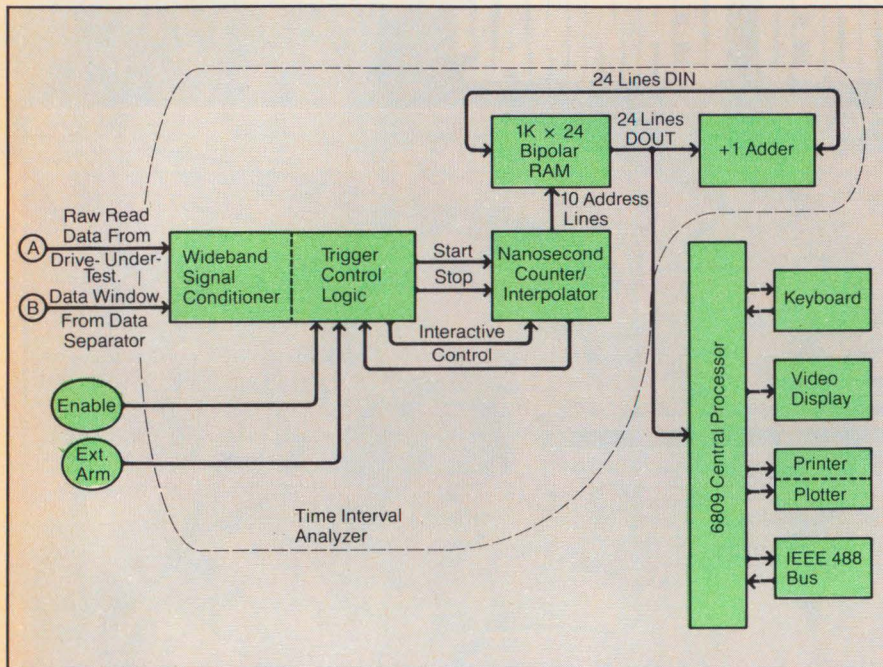 24 Lines DIN
24 Lines
DOUT
1K × 24
Bipolar
RAM
+1 Adder
10 Address
Lines
A
Raw Read
Data From
Drive- Under-
Test.
B
Data Window
From Data
Separator
Wideband
Signal
Conditioner
Trigger
Control
Logic
Start
Stop
Nanosecond
Counter/
Interpolator
Interactive
Control
Enable
Ext.
Arm
Time Interval
Analyzer
6809 Central Processor
Keyboard
Video
Display
Printer
Plotter
IEEE 488
Bus